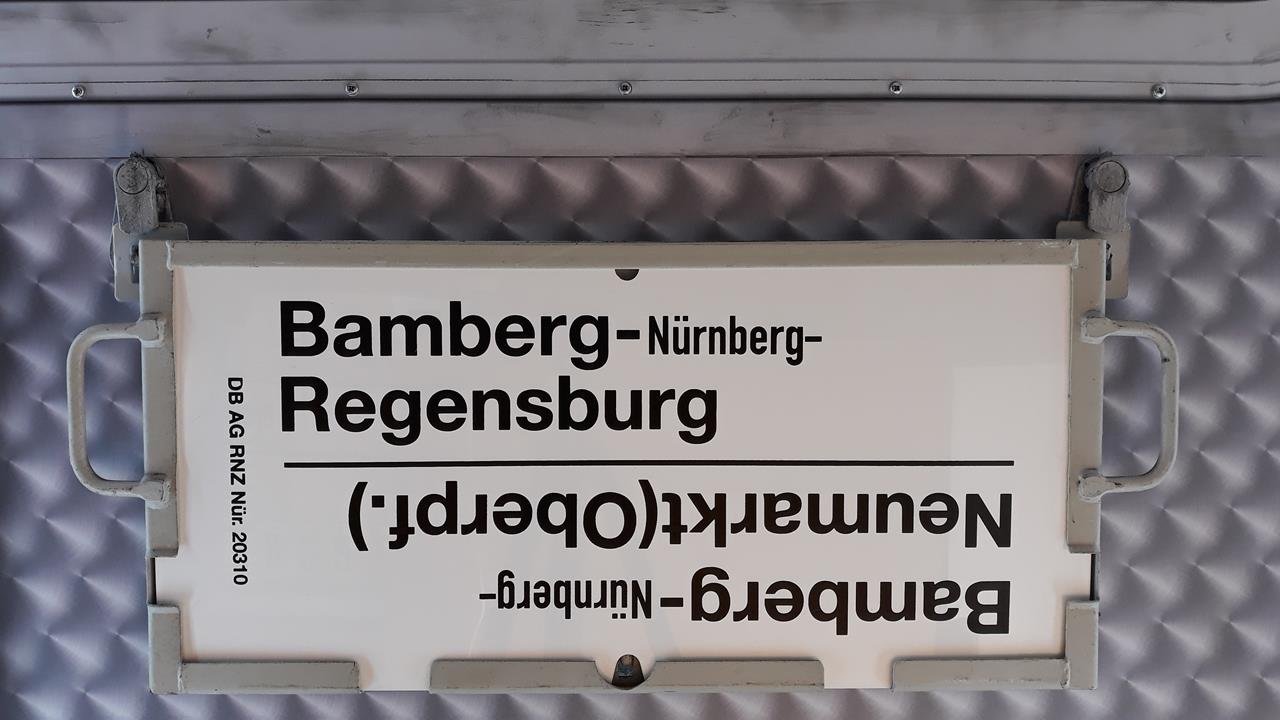 Bamberg-Nürnberg-
Regensburg
Bamberg-Nürnberg-
Neumarkt(Oberpf.)
DB AG RNZ Nür. 20310